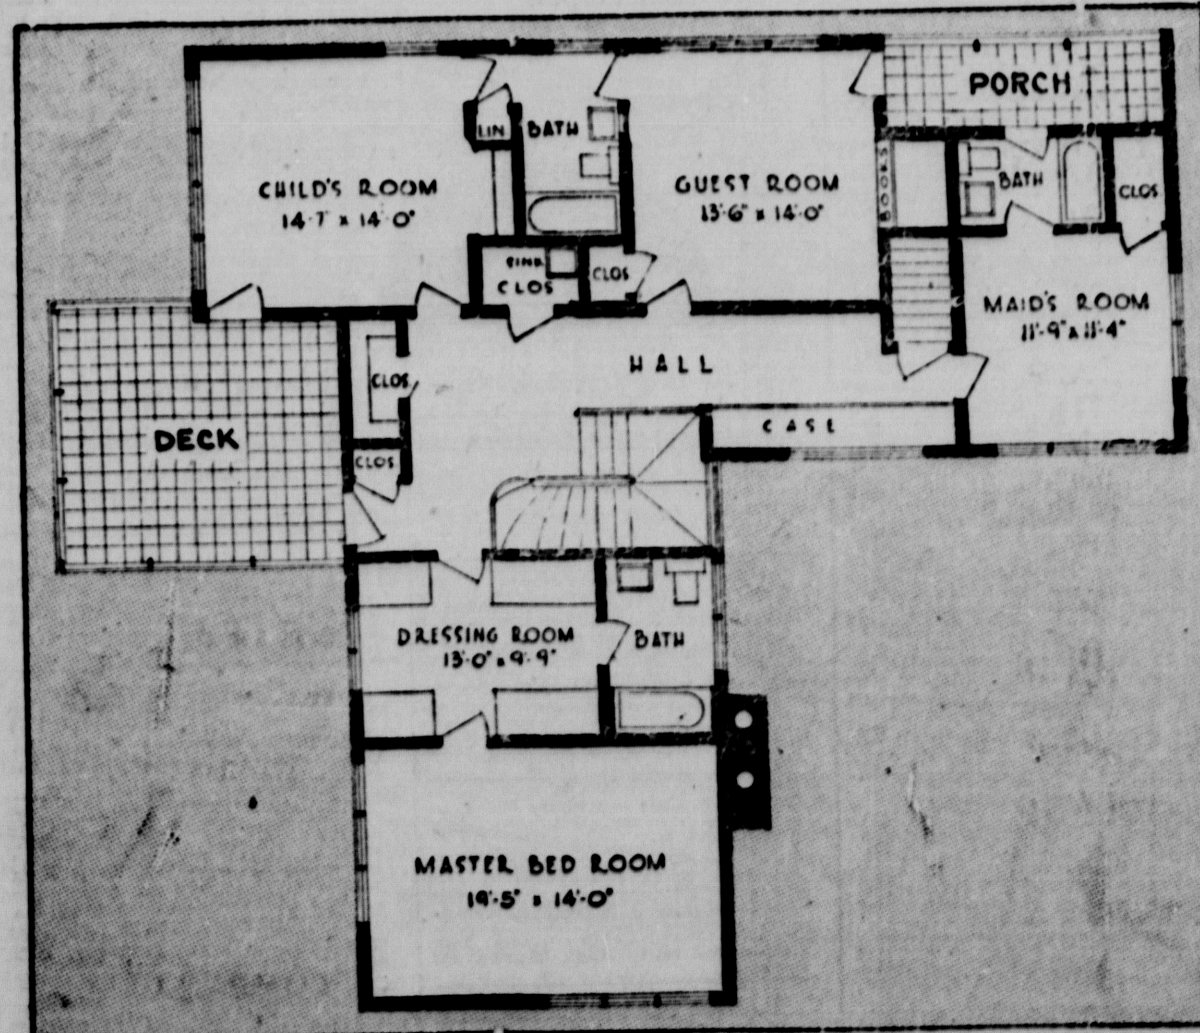 PORCH
LIN
BATH
CHILD'S ROOM
14'-7" x 14'-0"
GUEST ROOM
13'-6" x 14'-0"
BOOKS
BATH
CLOS
SINK
CLOS
CLOS
MAID'S ROOM
11'-9" x 11'-4"
HALL
CLOS
CASE
DECK
CLOS
DRESSING ROOM
13'-0" x 9'-9"
BATH
MASTER BED ROOM
19'-5" x 14'-0"